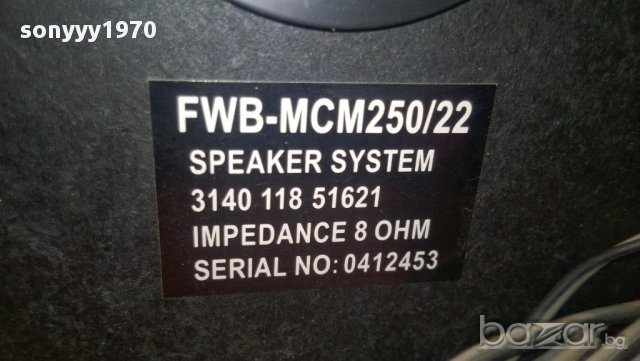 sonyyy1970
FWB-MCM250/22
SPEAKER SYSTEM
3140 118 51621
IMPEDANCE 8 OHM
SERIAL NO: 0412453
bazar.bg